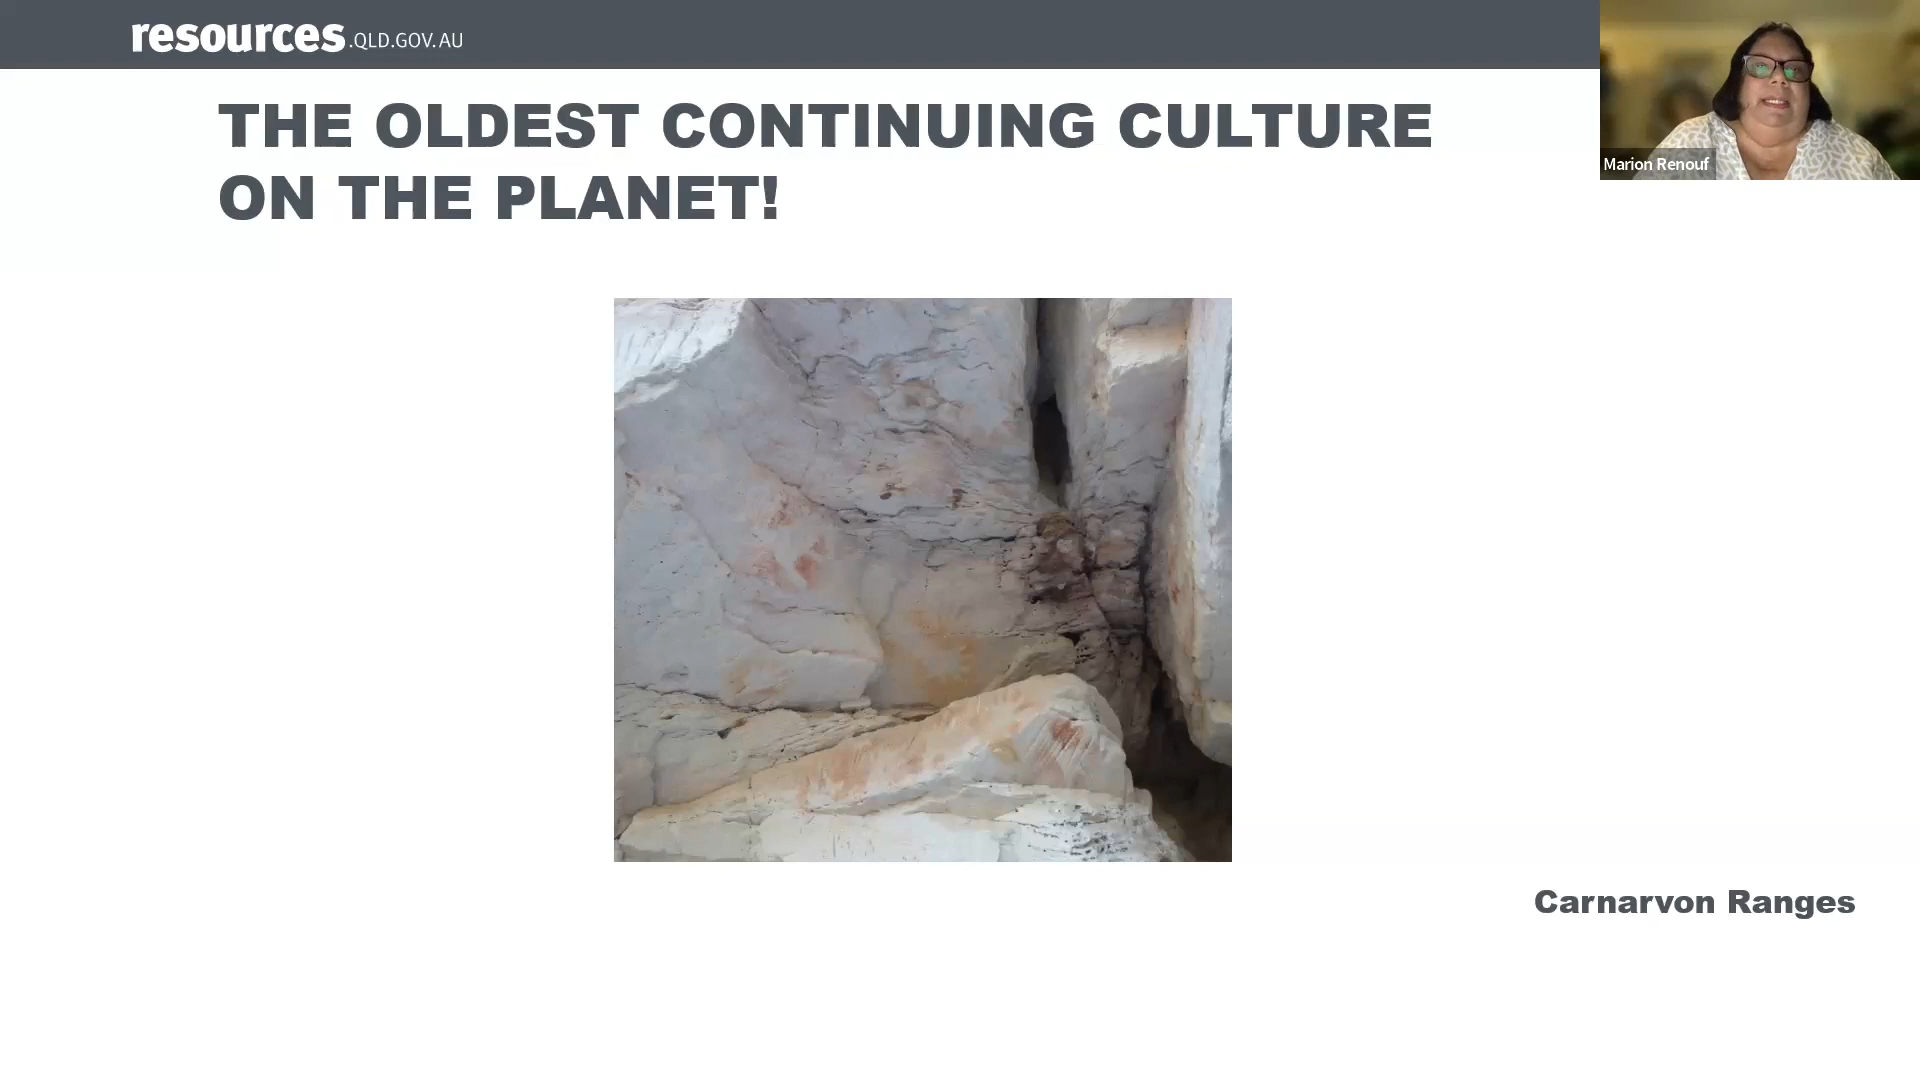 resources.QLD.GOV.AU
THE OLDEST CONTINUING CULTURE
ON THE PLANET!
Marion Renouf
Carnarvon Ranges